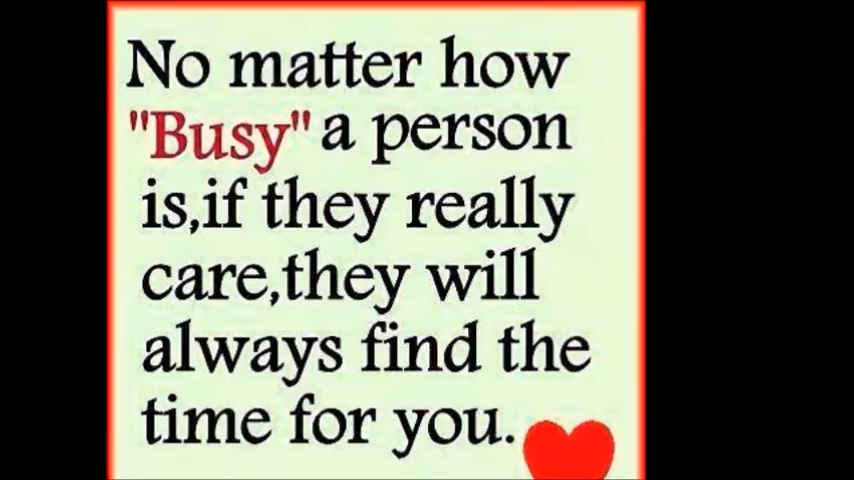 No matter how
"Busy" a person
is,if they really
care,they will
always find the
time for you.